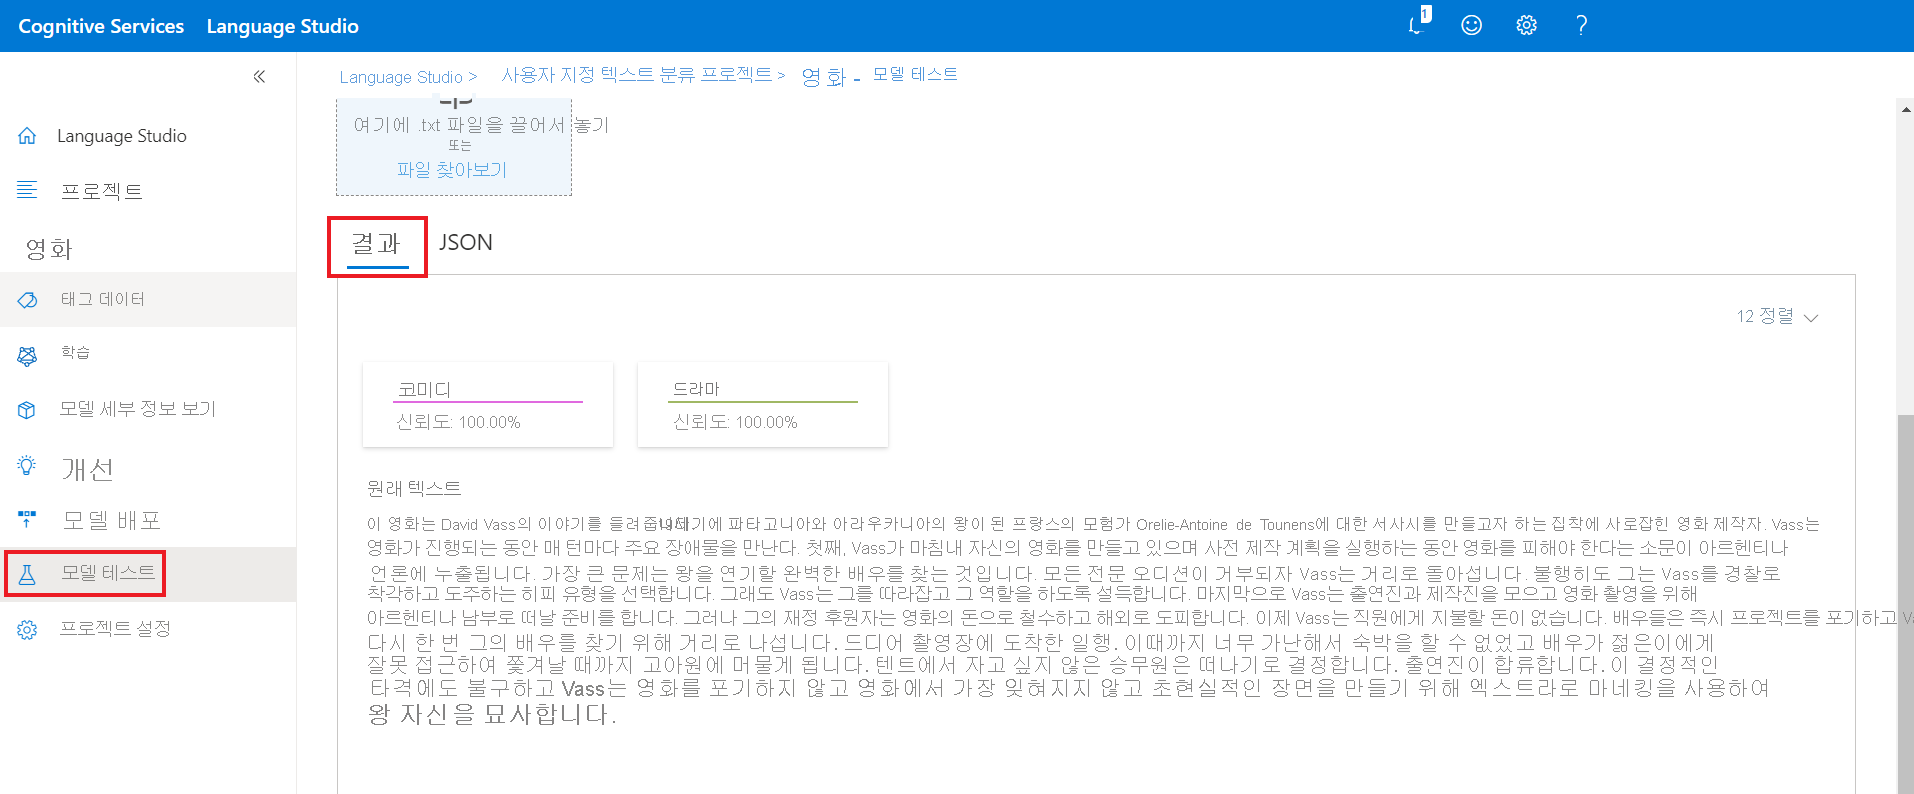 Cognitive Services Language Studio
1
?
Language Studio > 사용자 지정 텍스트 분류 프로젝트 > 영화 - 모델 테스트
Language Studio
프로젝트
영화
태그 데이터
학습
모델 세부 정보 보기
개선
모델 배포
모델 테스트
프로젝트 설정
여기에 .txt 파일을 끌어서 놓기
또는
파일 찾아보기
결과 JSON
12 정렬
코미디
신뢰도: 100.00%
드라마
신뢰도: 100.00%
원래 텍스트
이 영화는 David Vass의 이야기를 들려줍니다. 19세기에 파타고니아와 아라우카니아의 왕이 된 프랑스의 모험가 Orelie-Antoine de Tounens에 대한 서사시를 만들고자 하는 집착에 사로잡힌 영화 제작자. Vass는
영화가 진행되는 동안 매 턴마다 주요 장애물을 만난다. 첫째, Vass가 마침내 자신의 영화를 만들고 있으며 사전 제작 계획을 실행하는 동안 영화를 피해야 한다는 소문이 아르헨티나
언론에 누출됩니다. 가장 큰 문제는 왕을 연기할 완벽한 배우를 찾는 것입니다. 모든 전문 오디션이 거부되자 Vass는 거리로 돌아섭니다. 불행히도 그는 Vass를 경찰로
착각하고 도주하는 히피 유형을 선택합니다. 그래도 Vass는 그를 따라잡고 그 역할을 하도록 설득합니다. 마지막으로 Vass는 출연진과 제작진을 모으고 영화 촬영을 위해
아르헨티나 남부로 떠날 준비를 합니다. 그러나 그의 재정 후원자는 영화의 돈으로 철수하고 해외로 도피합니다. 이제 Vass는 직원에게 지불할 돈이 없습니다. 배우들은 즉시 프로젝트를 포기하고
다시 한 번 그의 배우를 찾기 위해 거리로 나섭니다. 드디어 촬영장에 도착한 일행. 이때까지 너무 가난해서 숙박을 할 수 없었고 배우가 젊은이에게
잘못 접근하여 쫓겨날 때까지 고아원에 머물게 됩니다. 텐트에서 자고 싶지 않은 승무원은 떠나기로 결정합니다. 출연진이 합류합니다. 이 결정적인
타격에도 불구하고 Vass는 영화를 포기하지 않고 영화에서 가장 잊혀지지 않고 초현실적인 장면을 만들기 위해 엑스트라로 마네킹을 사용하여
왕 자신을 묘사합니다.